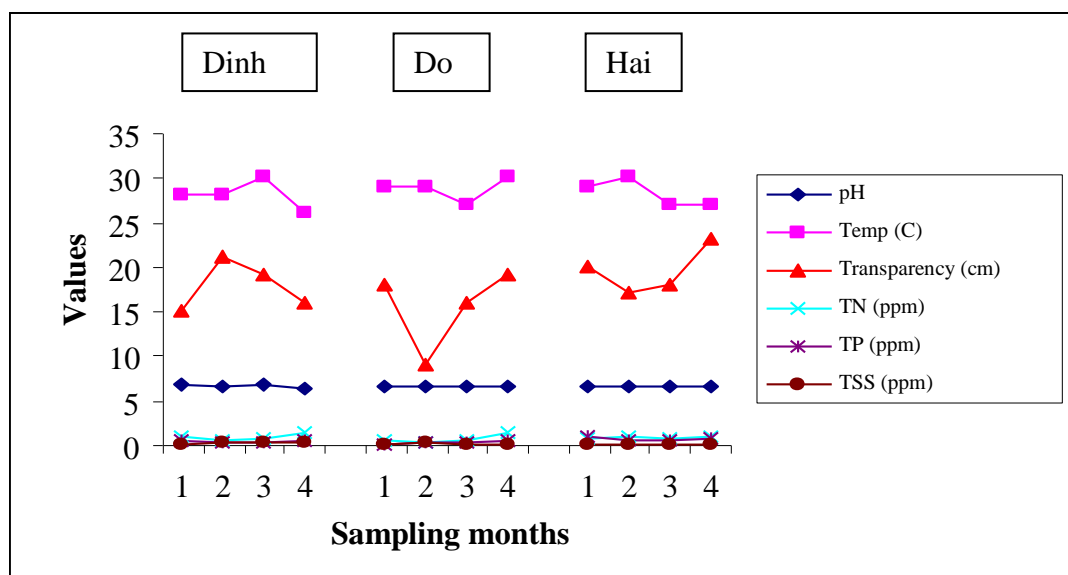 Dinh Do Hai
35
30
25
20
15
10
5
0
Values
1 2 3 4 1 2 3 4 1 2 3 4
Sampling months
pH
Temp (C)
Transparency (cm)
TN (ppm)
TP (ppm)
TSS (ppm)